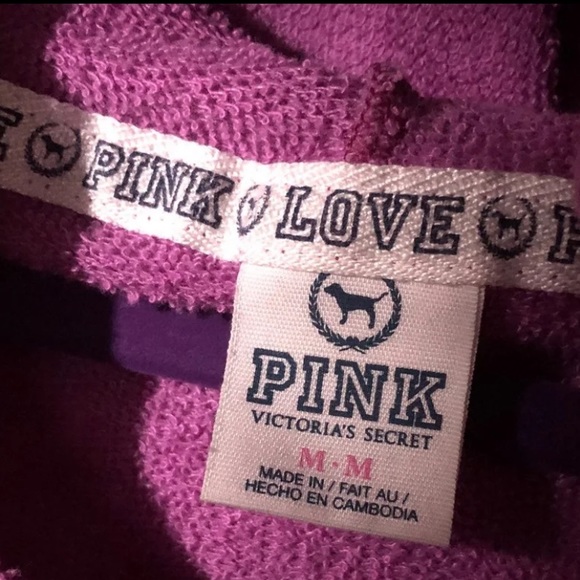 E PINK LOVE
PINK
VICTORIA'S SECRET
M · M
MADE IN / FAIT AU /
HECHO EN CAMBODIA